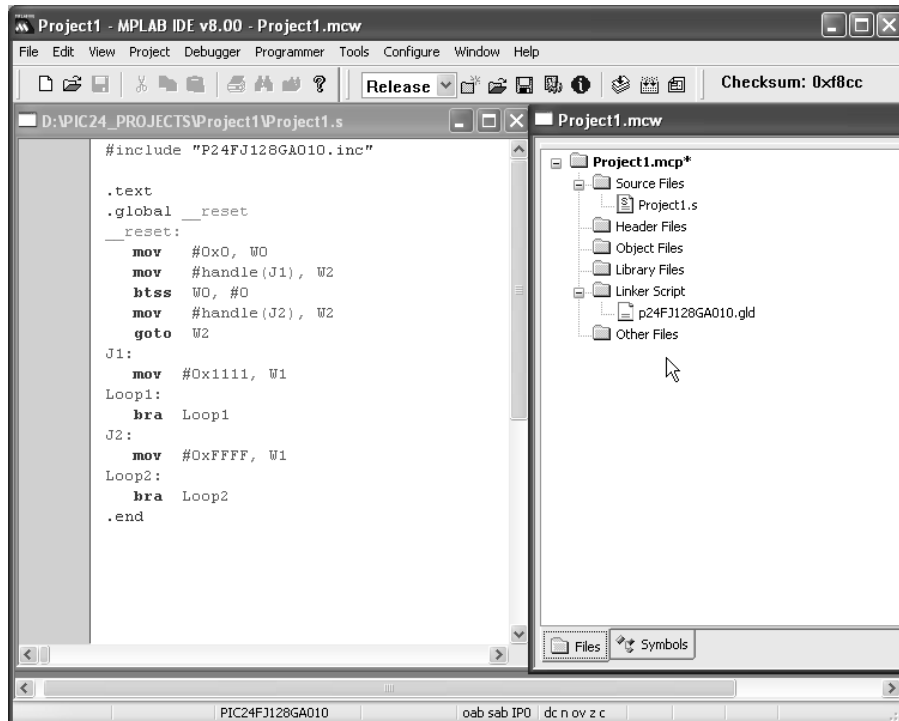 Project1 - MPLAB IDE v8.00 - Project1.mcw
File Edit View Project Debugger Programmer Tools Configure Window Help
Release
Checksum: 0xf8cc
D:\PIC24_PROJECTS\Project1\Project1.s
#include "P24FJ128GA010.inc"
.text
.global __reset
__reset:
mov #0x0, W0
mov #handle(J1), W2
btss W0, #0
mov #handle(J2), W2
goto W2
J1:
mov #0x1111, W1
Loop1:
bra Loop1
J2:
mov #0xFFFF, W1
Loop2:
bra Loop2
.end
Project1.mcw
Project1.mcp*
Source Files
Project1.s
Header Files
Object Files
Library Files
Linker Script
p24FJ128GA010.gld
Other Files
Files
Symbols
PIC24FJ128GA010
oab sab IP0
dc n ov z c